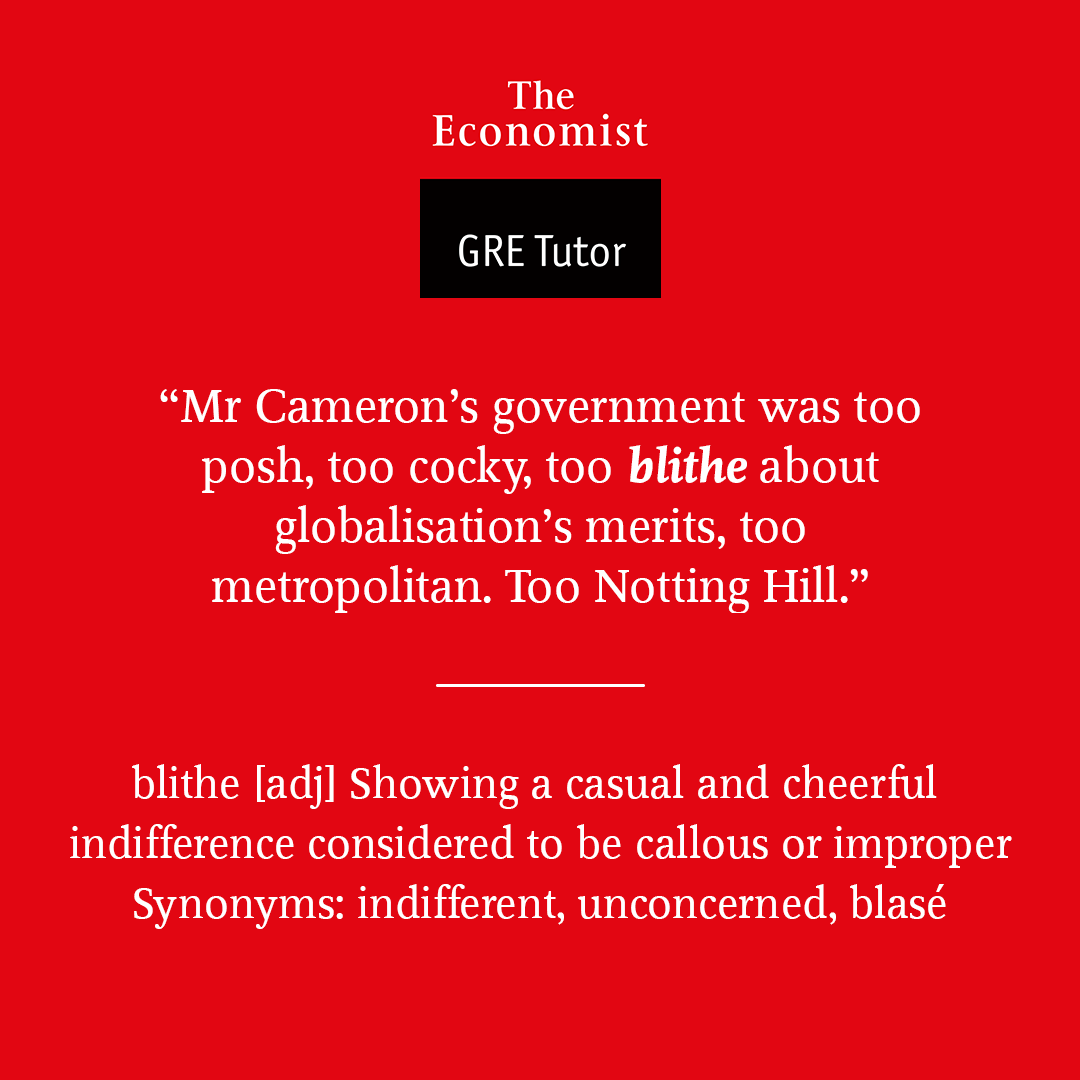 The
Economist
GRE Tutor
“Mr Cameron’s government was too
posh, too cocky, too blithe about
globalisation’s merits, too
metropolitan. Too Notting Hill.”
blithe [adj] Showing a casual and cheerful
indifference considered to be callous or improper
Synonyms: indifferent, unconcerned, blasé